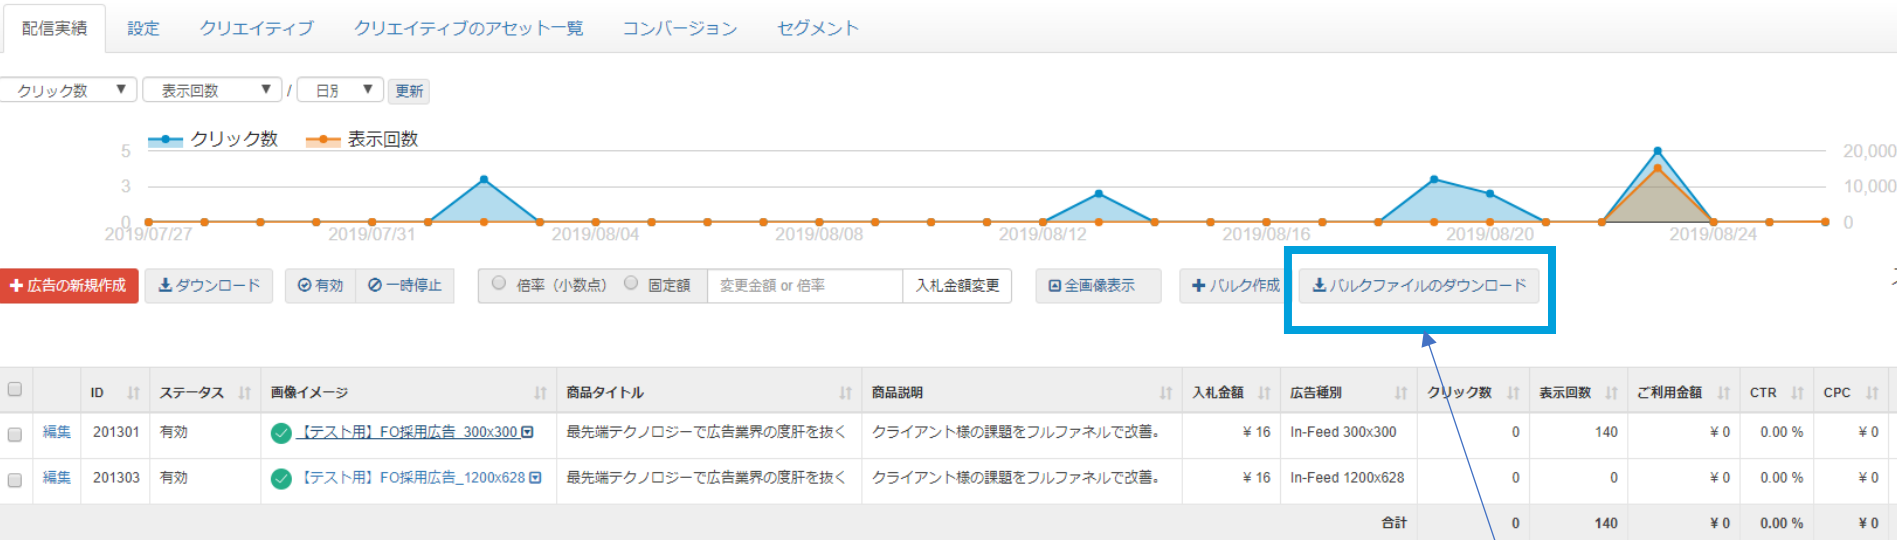 配信実績 設定 クリエイティブ クリエイティブのアセット一覧 コンバージョン セグメント
クリック数 ▼ 表示回数 ▼ / 日別 ▼ 更新
クリック数 表示回数
5 20,000
3 10,000
0 0
2019/07/27 2019/07/31 2019/08/04 2019/08/08 2019/08/12 2019/08/16 2019/08/20 2019/08/24
広告の新規作成 ダウンロード 有効 一時停止 倍率（小数点） 固定額 変更金額 or 倍率 入札金額変更 全画像表示 バルク作成 バルクファイルのダウンロード
ID ステータス 画像イメージ 商品タイトル 商品説明 入札金額 広告種別 クリック数 表示回数 ご利用金額 CTR CPC
編集 201301 有効 【テスト用】FO採用広告_300x300 最先端テクノロジーで広告業界の度肝を抜く クライアント様の課題をフルファネルで改善。 ¥ 16 In-Feed 300x300 0 140 ¥ 0 0.00 % ¥ 0
編集 201303 有効 【テスト用】FO採用広告_1200x628 最先端テクノロジーで広告業界の度肝を抜く クライアント様の課題をフルファネルで改善。 ¥ 16 In-Feed 1200x628 0 0 ¥ 0 0.00 % ¥ 0
合計 0 140 ¥ 0 0.00 % ¥ 0